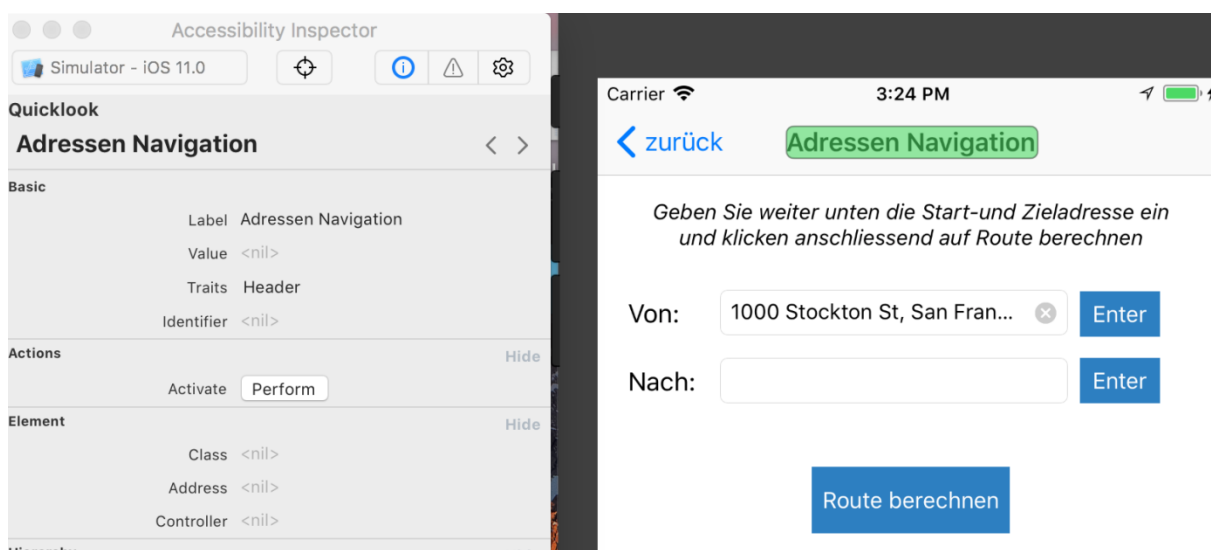 Accessibility Inspector
Simulator - iOS 11.0
Quicklook
Adressen Navigation
Basic
Label Adressen Navigation
Value <nil>
Traits Header
Identifier <nil>
Actions
Hide
Activate Perform
Element
Hide
Class <nil>
Address <nil>
Controller <nil>
Carrier
3:24 PM
zurück
Adressen Navigation
Geben Sie weiter unten die Start-und Zieladresse ein
und klicken anschliessend auf Route berechnen
Von: 1000 Stockton St, San Fran... Enter
Nach: Enter
Route berechnen